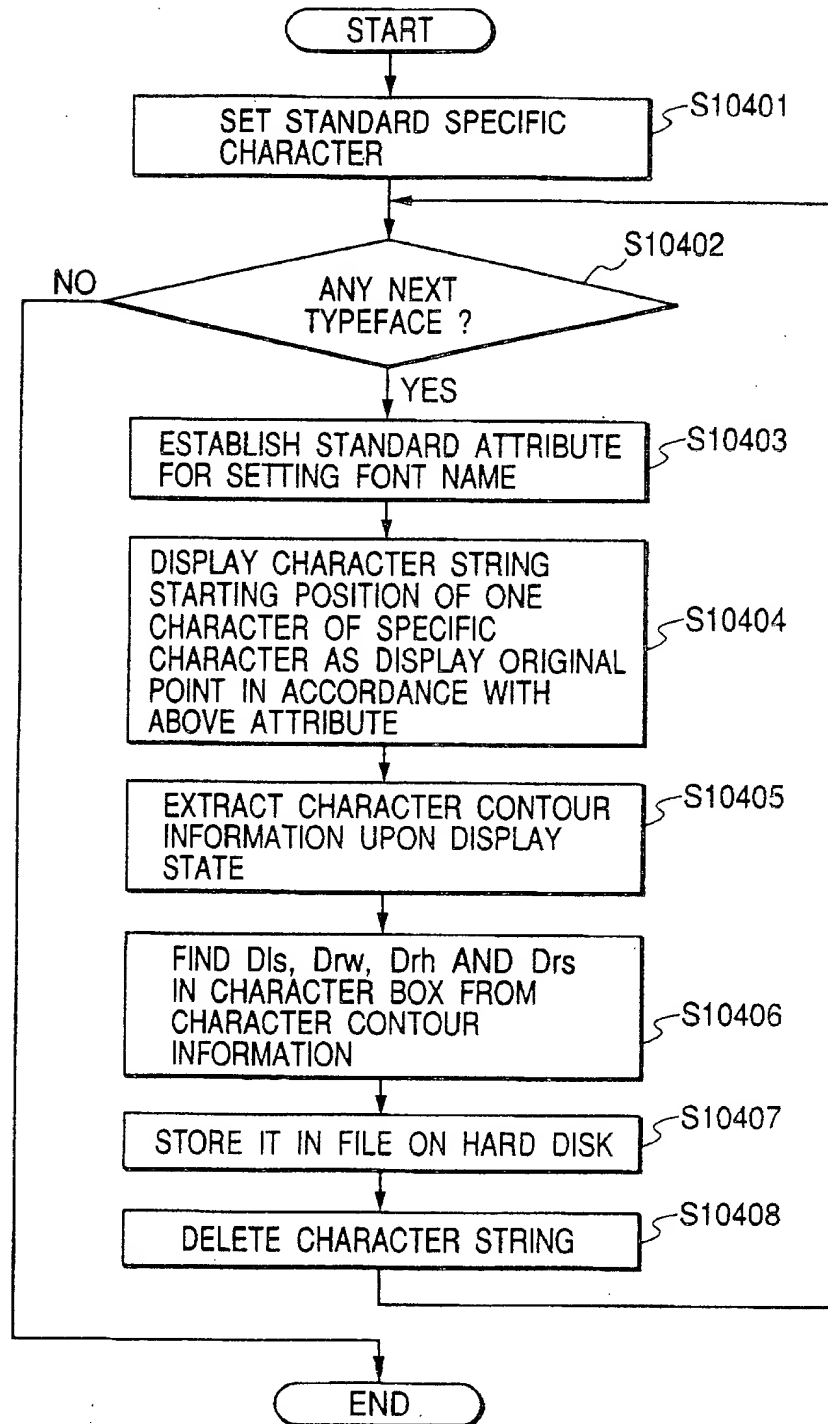 START
SET STANDARD SPECIFIC
CHARACTER
S10401
S10402
NO
ANY NEXT
TYPEFACE ?
YES
ESTABLISH STANDARD ATTRIBUTE
FOR SETTING FONT NAME
S10403
DISPLAY CHARACTER STRING
STARTING POSITION OF ONE
CHARACTER OF SPECIFIC
CHARACTER AS DISPLAY ORIGINAL
POINT IN ACCORDANCE WITH
ABOVE ATTRIBUTE
S10404
EXTRACT CHARACTER CONTOUR
INFORMATION UPON DISPLAY
STATE
S10405
FIND Dls, Drw, Drh AND Drs
IN CHARACTER BOX FROM
CHARACTER CONTOUR
INFORMATION
S10406
STORE IT IN FILE ON HARD DISK
S10407
DELETE CHARACTER STRING
S10408
END